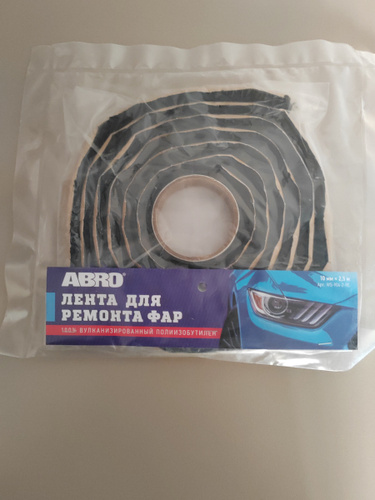 ABRO®
ЛЕНТА ДЛЯ
РЕМОНТА ФАР
100% ВУЛКАНИЗИРОВАННЫЙ ПОЛИИЗОБУТИЛЕН